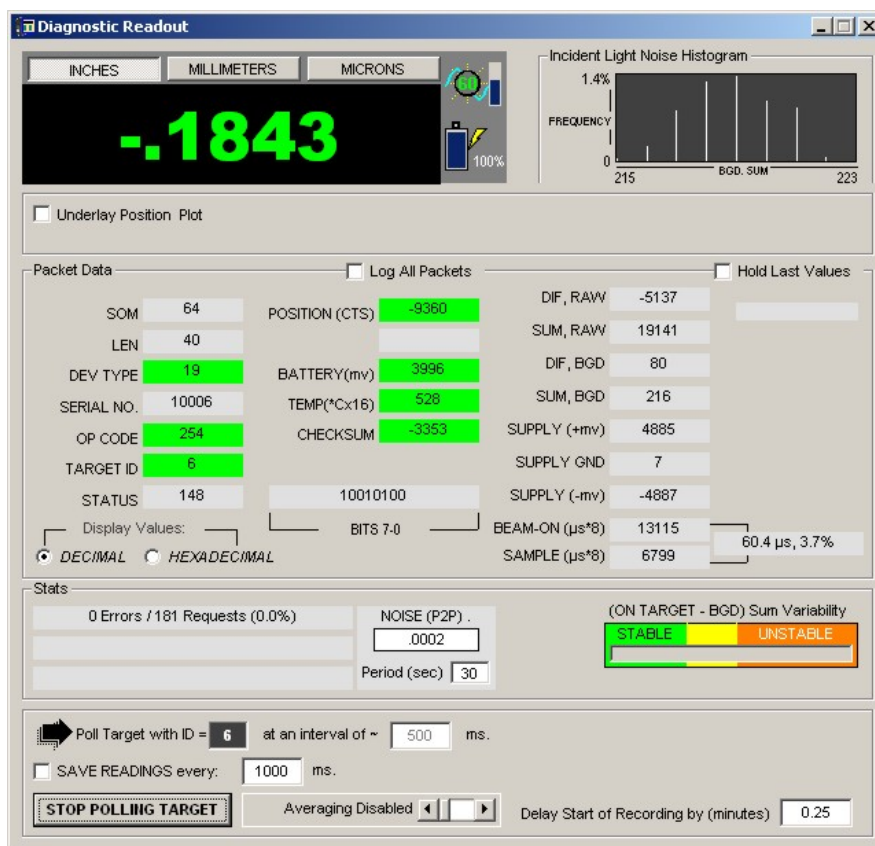 Diagnostic Readout
INCHES MILLIMETERS MICRONS
60
-.1843
100%
Incident Light Noise Histogram
1.4%
FREQUENCY
0
215 BGD. SUM 223
Underlay Position Plot
Packet Data Log All Packets Hold Last Values
SOM 64 POSITION (CTS) -9360 DIF, RAW -5137
LEN 40 SUM, RAW 19141
DEV TYPE 19 BATTERY(mv) 3996 DIF, BGD 80
SERIAL NO. 10006 TEMP(*Cx16) 528 SUM, BGD 216
OP CODE 254 CHECKSUM -3353 SUPPLY (+mv) 4885
TARGET ID 6 SUPPLY GND 7
STATUS 148 10010100 SUPPLY (-mv) -4887
Display Values: BITS 7-0 BEAM-ON (µs*8) 13115
60.4 µs, 3.7%
DECIMAL HEXADECIMAL SAMPLE (µs*8) 6799
Stats
0 Errors / 181 Requests (0.0%) NOISE (P2P) . (ON TARGET - BGD) Sum Variability
.0002 STABLE UNSTABLE
Period (sec) 30
Poll Target with ID = 6 at an interval of ~ 500 ms.
SAVE READINGS every: 1000 ms.
STOP POLLING TARGET Averaging Disabled Delay Start of Recording by (minutes) 0.25